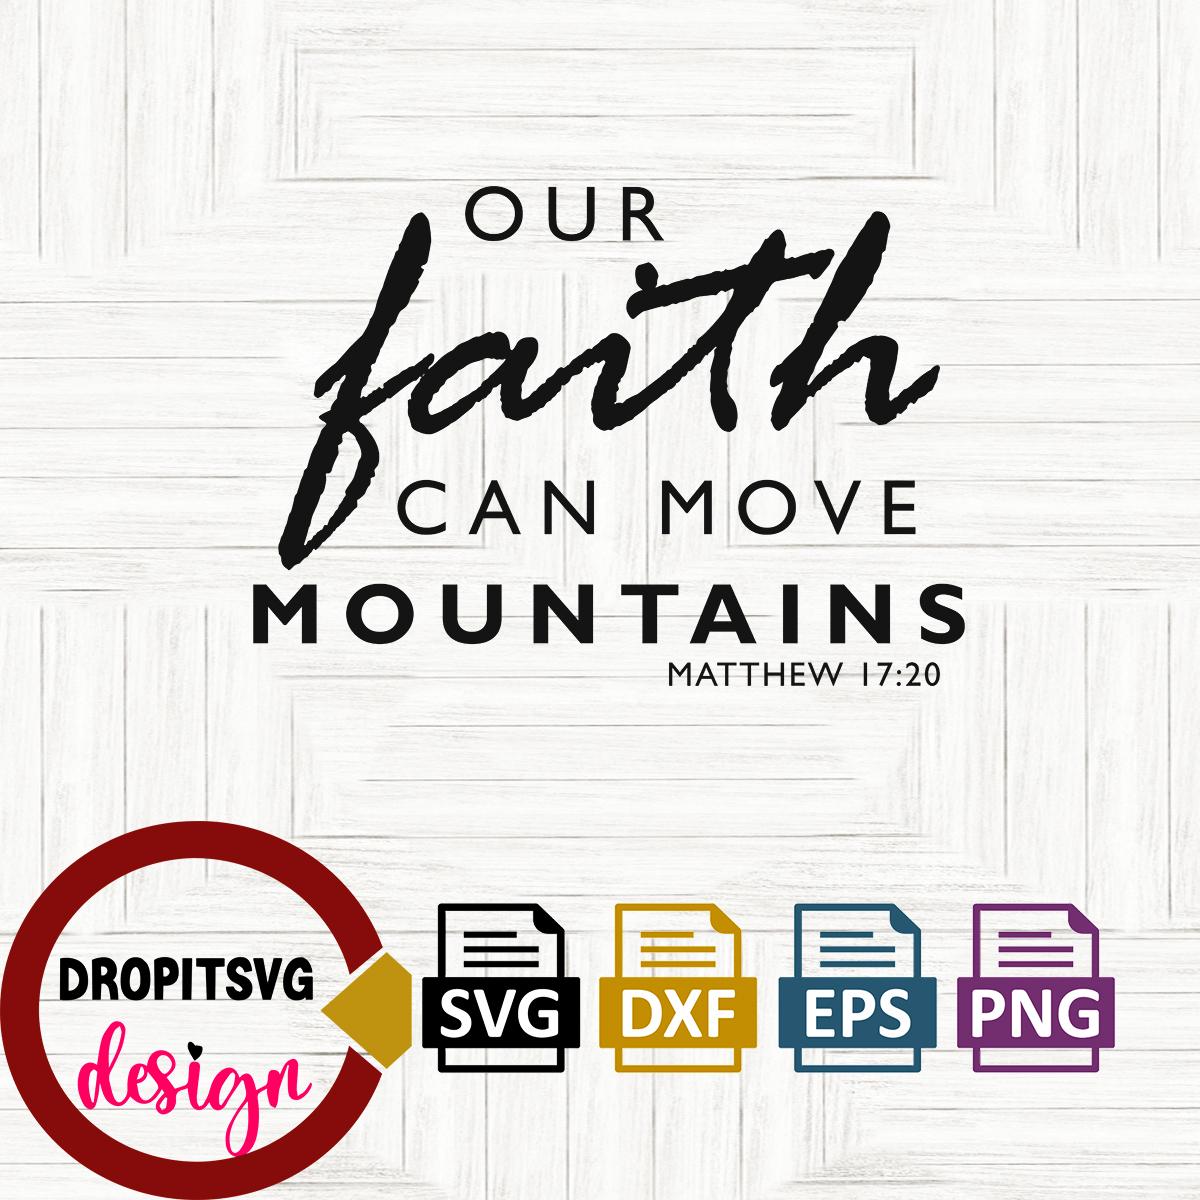 OUR
faith
CAN MOVE
MOUNTAINS
MATTHEW 17:20
DROPITSVG
design
SVG DXF EPS PNG